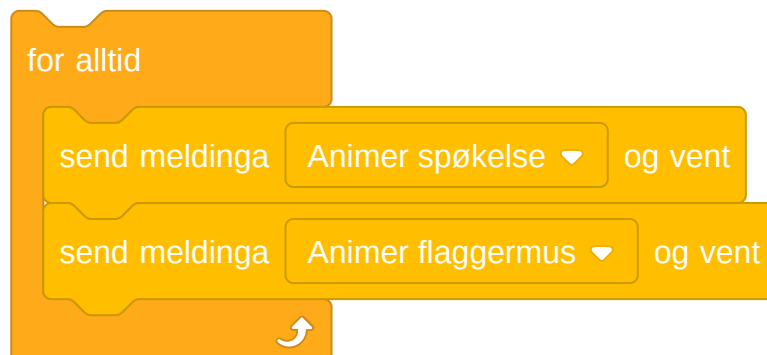 for alltid
send meldinga Animer spøkelse og vent
send meldinga Animer flaggermus og vent